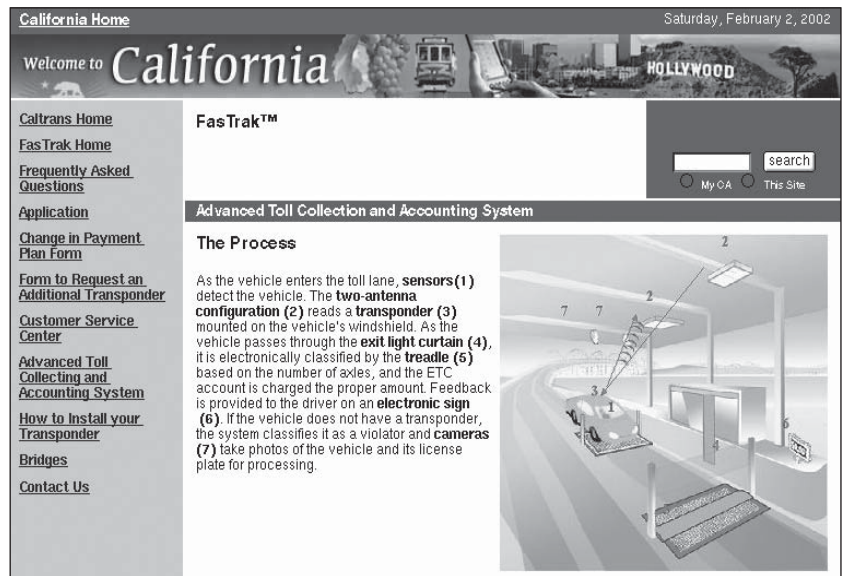 California Home
Saturday, February 2, 2002
Welcome to California
HOLLYWOOD
Caltrans Home
FasTrak Home
Frequently Asked
Questions
Application
Change in Payment
Plan Form
Form to Request an
Additional Transponder
Customer Service
Center
Advanced Toll
Collecting and
Accounting System
How to Install your
Transponder
Bridges
Contact Us
FasTrak™
search
My CA
This Site
Advanced Toll Collection and Accounting System
The Process
As the vehicle enters the toll lane, sensors(1)
detect the vehicle. The two-antenna
configuration (2) reads a transponder (3)
mounted on the vehicle's windshield. As the
vehicle passes through the exit light curtain (4),
it is electronically classified by the treadle (5)
based on the number of axles, and the ETC
account is charged the proper amount. Feedback
is provided to the driver on an electronic sign
(6). If the vehicle does not have a transponder,
the system classifies it as a violator and cameras
(7) take photos of the vehicle and its license
plate for processing.
2
2
7 7
3
1
6
4